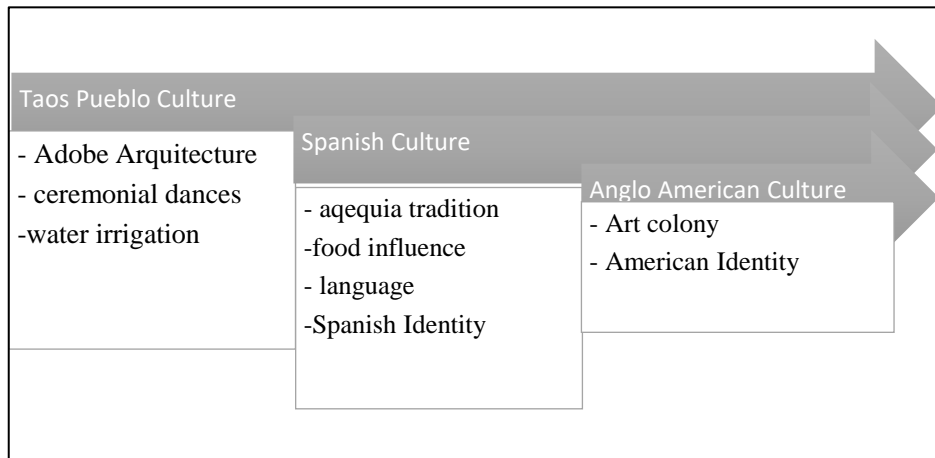 Taos Pueblo Culture
- Adobe Arquitecture
- ceremonial dances
-water irrigation
Spanish Culture
- aqequia tradition
-food influence
- language
-Spanish Identity
Anglo American Culture
- Art colony
- American Identity